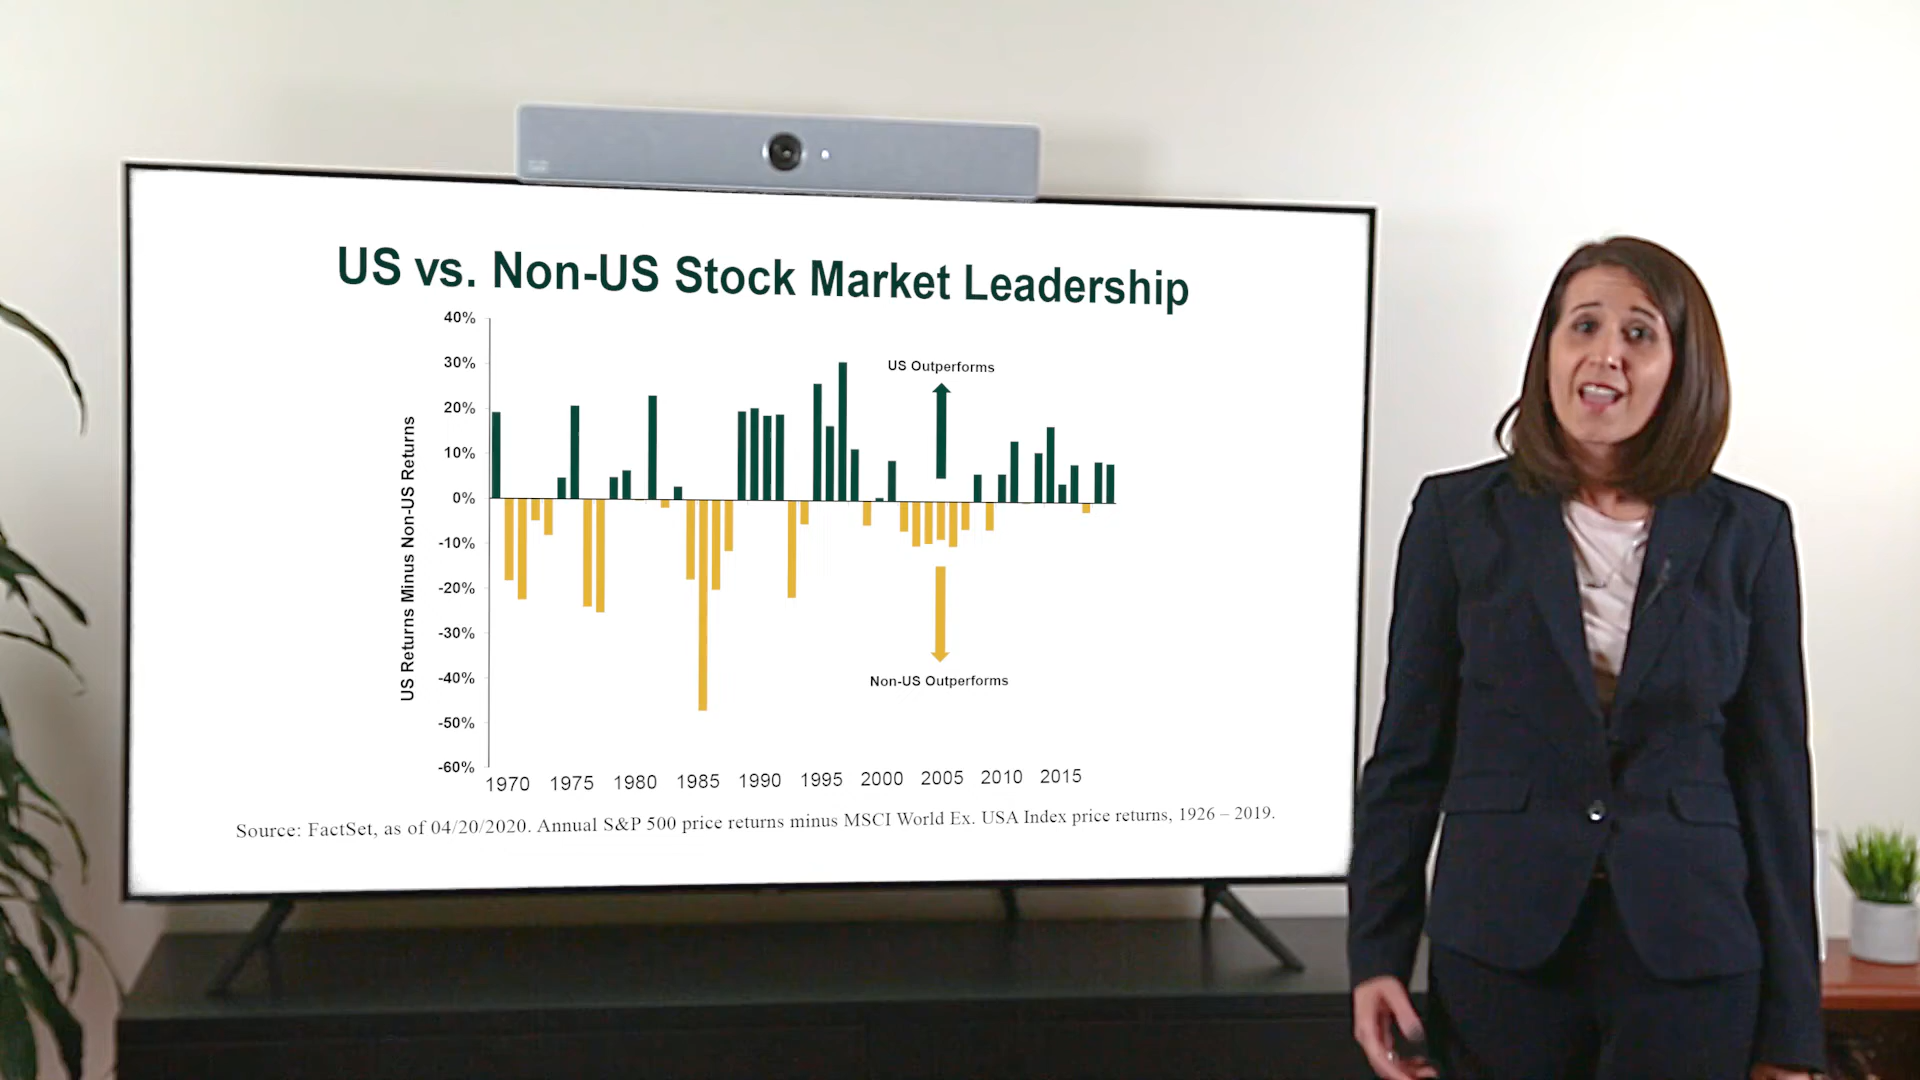 US vs. Non-US Stock Market Leadership
40%
30%
20%
10%
0%
-10%
-20%
-30%
-40%
-50%
-60%
US Returns Minus Non-US Returns
US Outperforms
Non-US Outperforms
1970 1975 1980 1985 1990 1995 2000 2005 2010 2015
Source: FactSet, as of 04/20/2020. Annual S&P 500 price returns minus MSCI World Ex. USA Index price returns, 1926 – 2019.